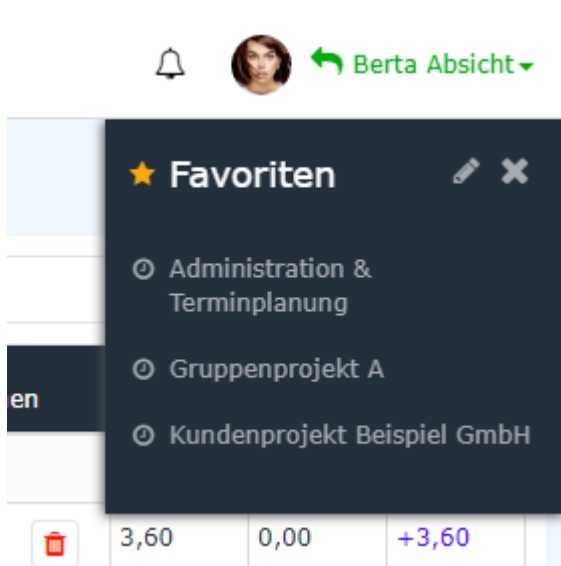 Berta Absicht
Favoriten
Administration &
Terminplanung
Gruppenprojekt A
en
Kundenprojekt Beispiel GmbH
3,60 0,00 +3,60